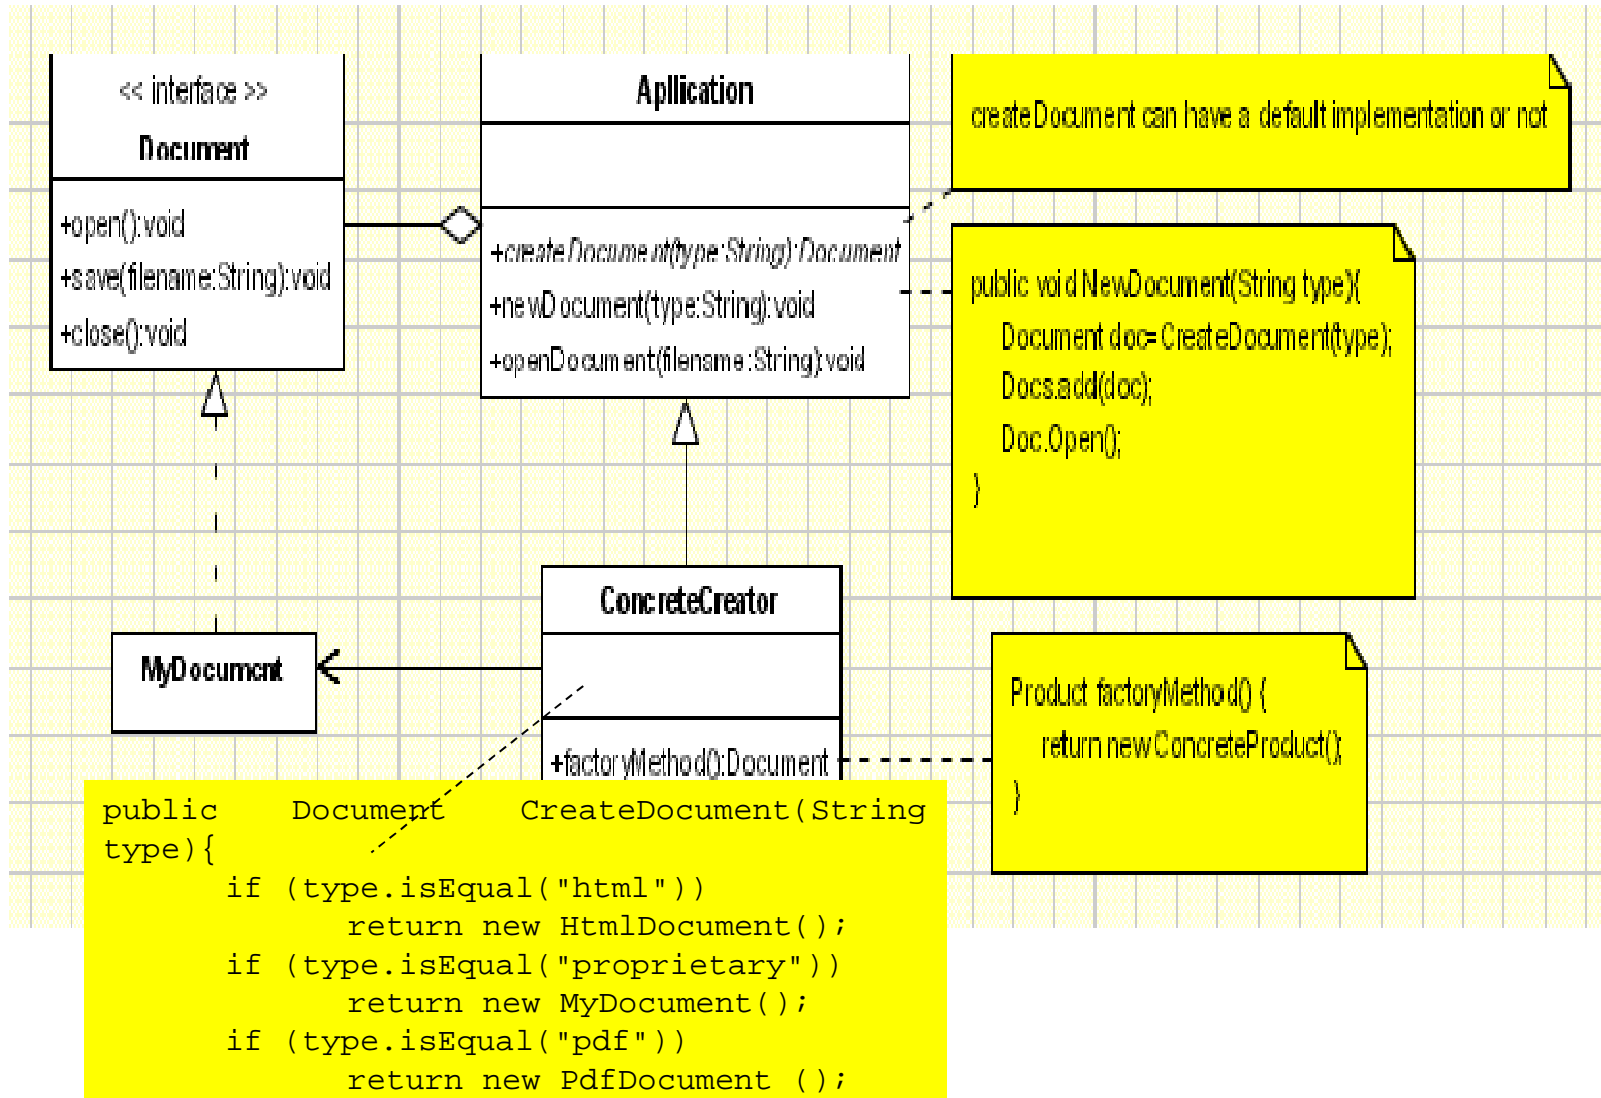 << interface >>
Document
+open():void
+save(filename:String):void
+close():void
Apllication
+createDocument(type:String):Document
+newDocument(type:String):void
+openDocument(filename:String):void
createDocument can have a default implementation or not
public void NewDocument(String type){
Document doc= CreateDocument(type);
Docs.add(doc);
Doc.Open();
}
ConcreteCreator
+factoryMethod():Document
MyDocument
Product factoryMethod() {
return new ConcreteProduct();
}
public Document CreateDocument(String
type){
if (type.isEqual("html"))
return new HtmlDocument();
if (type.isEqual("proprietary"))
return new MyDocument();
if (type.isEqual("pdf"))
return new PdfDocument ();